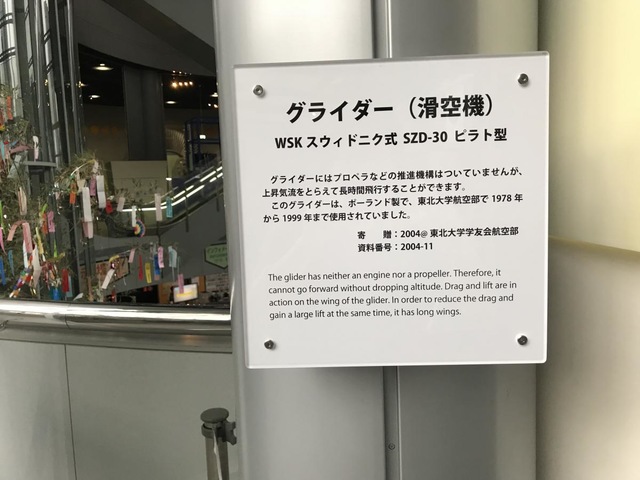 グライダー（滑空機）
WSK スウィドニク式 SZD-30 ピラト型
グライダーにはプロペラなどの推進機構はついていませんが、
上昇気流をとらえて長時間飛行することができます。
このグライダーは、ポーランド製で、東北大学航空部で 1978 年
から 1999 年まで使用されていました。
寄　贈：2004@ 東北大学学友会航空部
資料番号：2004-11
The glider has neither an engine nor a propeller. Therefore, it
cannot go forward without dropping altitude. Drag and lift are in
action on the wing of the glider. In order to reduce the drag and
gain a large lift at the same time, it has long wings.